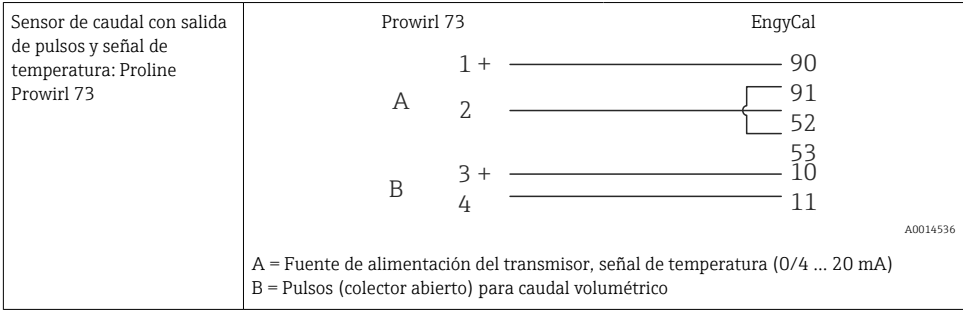 Sensor de caudal con salida
de pulsos y señal de
temperatura: Proline
Prowirl 73
Prowirl 73 EngyCal
1 + 90
91
A 2
52
53
3 + 10
B
4 11
A0014536
A = Fuente de alimentación del transmisor, señal de temperatura (0/4 ... 20 mA)
B = Pulsos (colector abierto) para caudal volumétrico